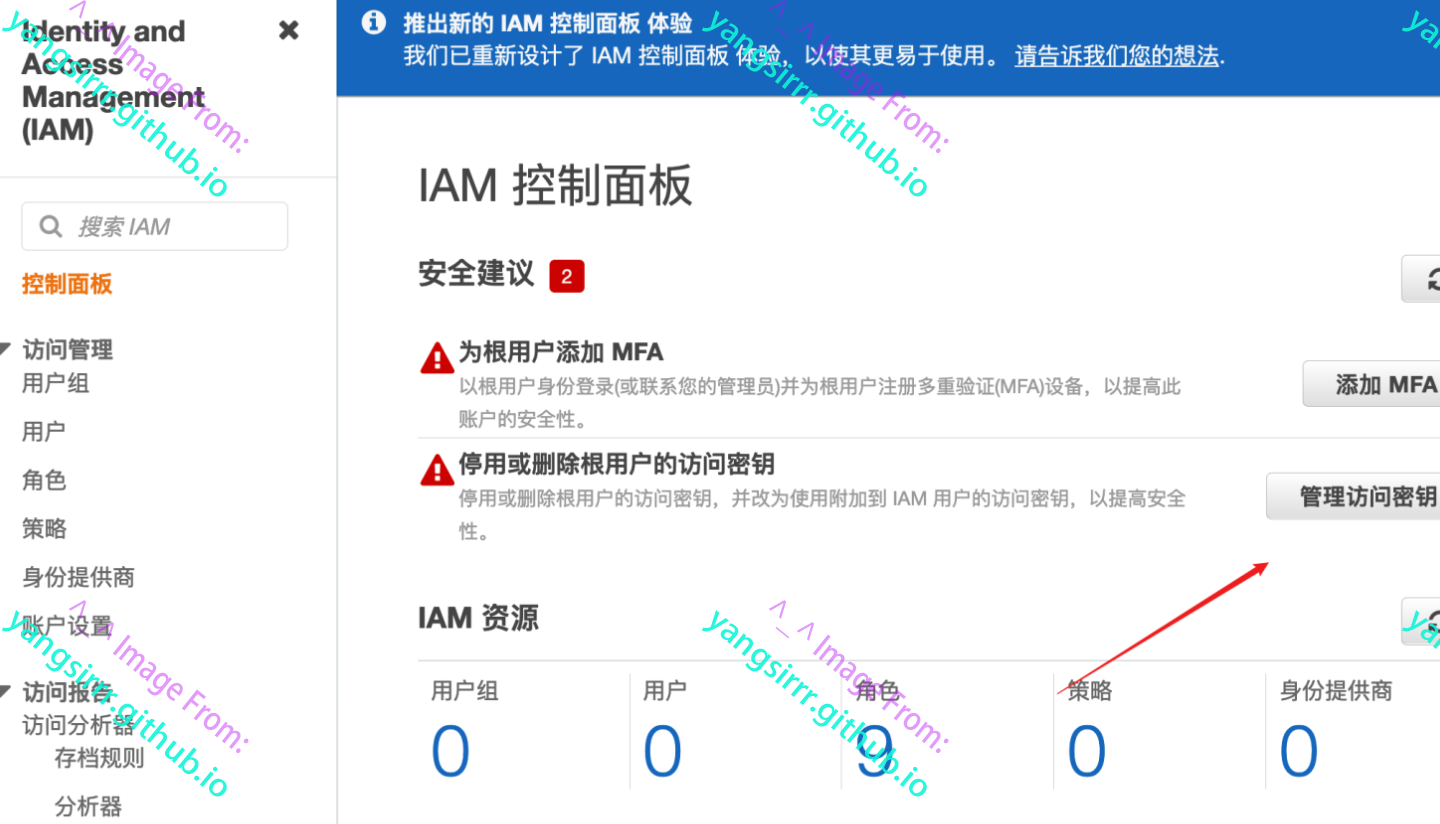 Identity and
Access
Management
(IAM)
搜索 IAM
控制面板
访问管理
用户组
用户
角色
策略
身份提供商
账户设置
访问报告
访问分析器
存档规则
分析器
推出新的 IAM 控制面板 体验
我们已重新设计了 IAM 控制面板 体验，以使其更易于使用。 请告诉我们您的想法.
IAM 控制面板
安全建议 2
为根用户添加 MFA
以根用户身份登录(或联系您的管理员)并为根用户注册多重验证(MFA)设备，以提高此
账户的安全性。
添加 MFA
停用或删除根用户的访问密钥
停用或删除根用户的访问密钥，并改为使用附加到 IAM 用户的访问密钥，以提高安全
性。
管理访问密钥
IAM 资源
用户组
0
用户
0
角色
9
策略
0
身份提供商
0
^_^ Image From:
yangsirrr.github.io
^_^ Image From:
yangsirrr.github.io
^_^ Image From:
yangsirrr.github.io
^_^ Image From:
yangsirrr.github.io